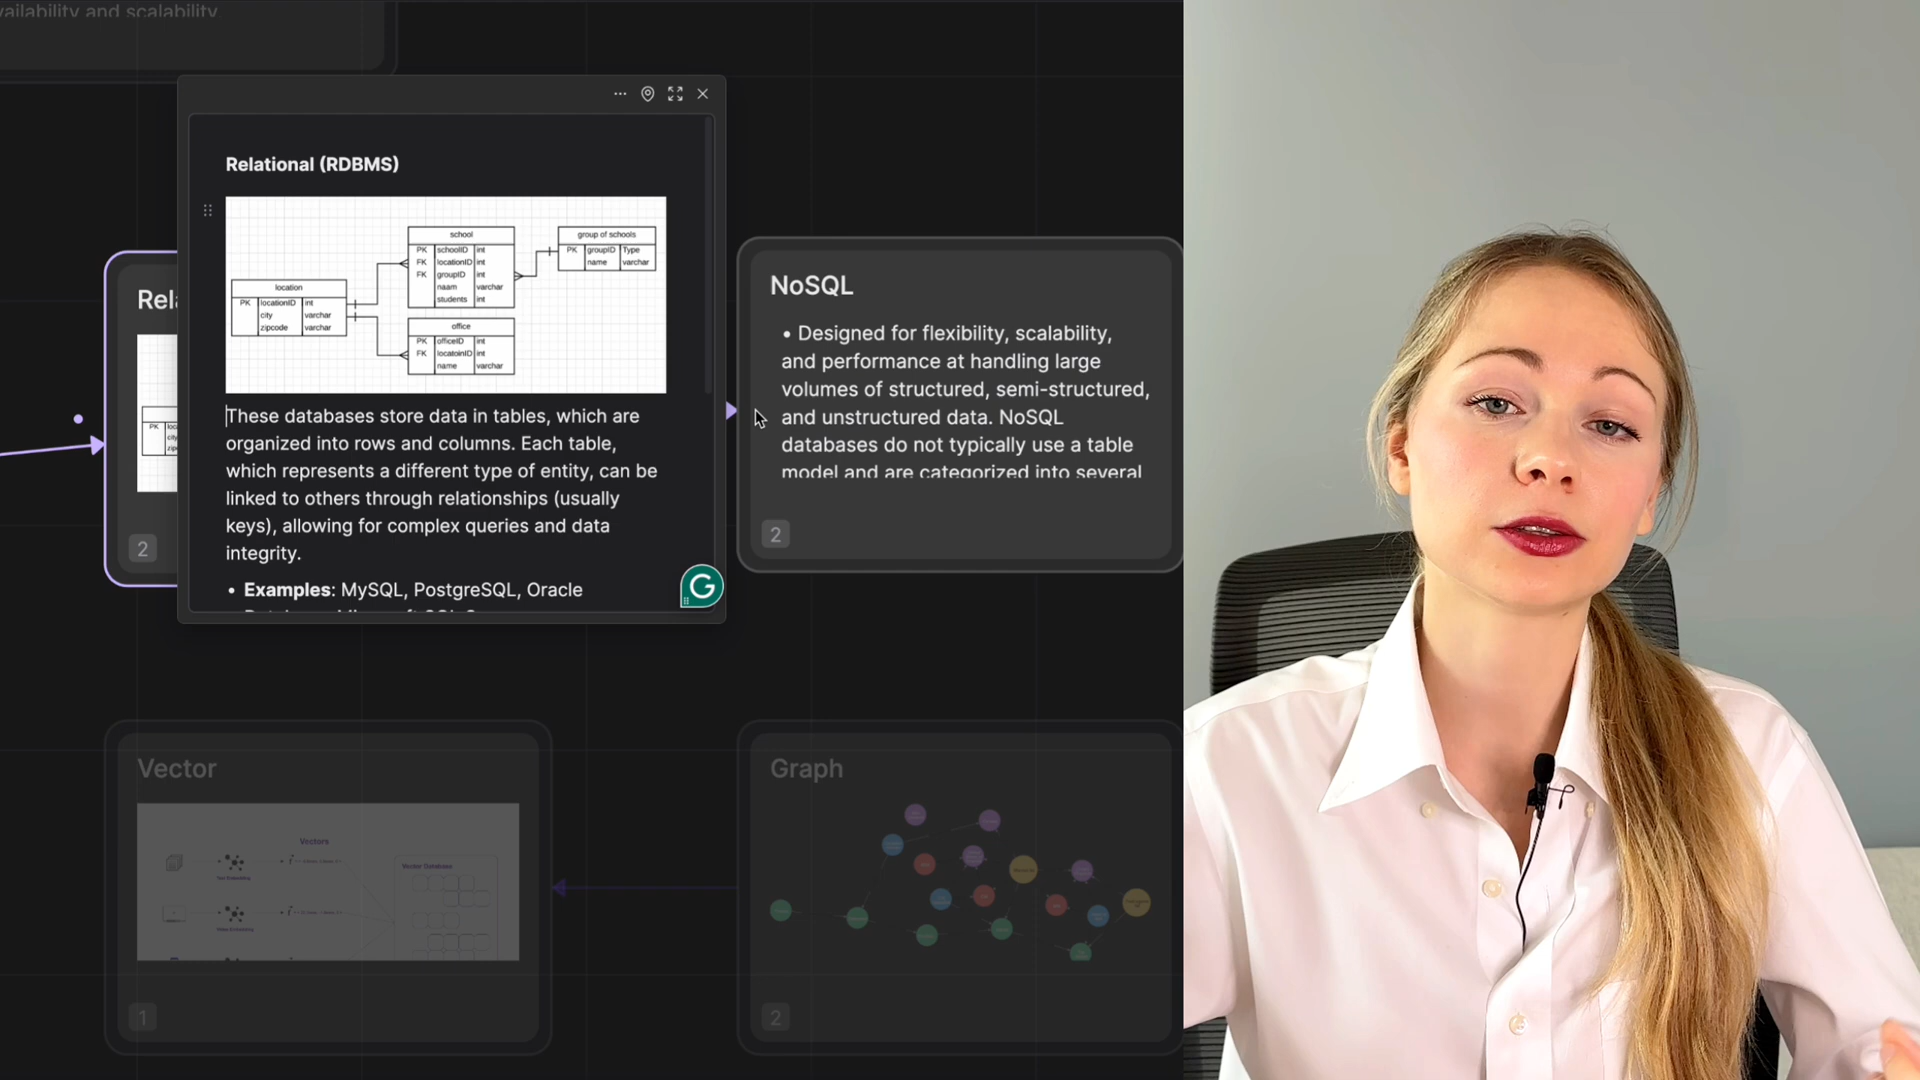 vailability and scalability
Relational (RDBMS)
school
PK schoolID int
FK locationID int
FK groupID int
naam varchar
students int
group of schools
PK groupID Type
name varchar
location
PK locationID int
city varchar
zipcode varchar
office
PK officeID int
FK locatoinID int
name varchar
These databases store data in tables, which are
organized into rows and columns. Each table,
which represents a different type of entity, can be
linked to others through relationships (usually
keys), allowing for complex queries and data
integrity.
• Examples: MySQL, PostgreSQL, Oracle
Rel
PK
2
NoSQL
• Designed for flexibility, scalability,
and performance at handling large
volumes of structured, semi-structured,
and unstructured data. NoSQL
databases do not typically use a table
model and are categorized into several
2
Vector
Vectors
Vector Database
1
Graph
2